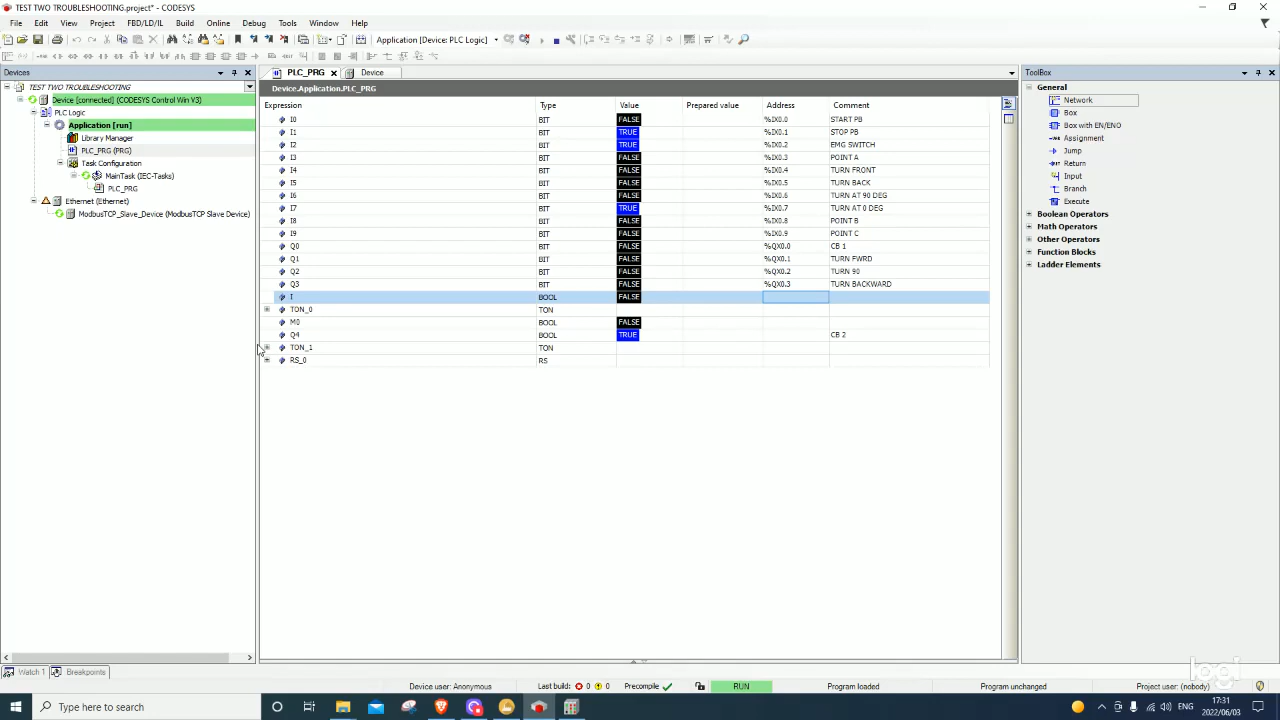 TEST TWO TROUBLESHOOTING.project* - CODESYS
File Edit View Project FBD/LD/IL Build Online Debug Tools Window Help
Application [Device: PLC Logic]
Devices
TEST TWO TROUBLESHOOTING
Device [connected] (CODESYS Control Win V3)
PLC Logic
Application [run]
Library Manager
PLC_PRG (PRG)
Task Configuration
MainTask (IEC-Tasks)
PLC_PRG
Ethernet (Ethernet)
ModbusTCP_Slave_Device (ModbusTCP Slave Device)
PLC_PRG Device
Device.Application.PLC_PRG
Expression Type Value Prepared value Address Comment
I0 BIT FALSE %IX0.0 START PB
I1 BIT TRUE %IX0.1 STOP PB
I2 BIT TRUE %IX0.2 EMG SWITCH
I3 BIT FALSE %IX0.3 POINT A
I4 BIT FALSE %IX0.4 TURN FRONT
I5 BIT FALSE %IX0.5 TURN BACK
I6 BIT FALSE %IX0.6 TURN AT 90 DEG
I7 BIT TRUE %IX0.7 TURN AT 0 DEG
I8 BIT FALSE %IX0.8 POINT B
I9 BIT FALSE %IX0.9 POINT C
Q0 BIT FALSE %QX0.0 CB 1
Q1 BIT FALSE %QX0.1 TURN FWRD
Q2 BIT FALSE %QX0.2 TURN 90
Q3 BIT FALSE %QX0.3 TURN BACKWARD
I BOOL FALSE
TON_0 TON
M0 BOOL FALSE
Q4 BOOL TRUE CB 2
TON_1 TON
RS_0 RS
ToolBox
General
Network
Box
Box with EN/ENO
Assignment
Jump
Return
Input
Branch
Execute
Boolean Operators
Math Operators
Other Operators
Function Blocks
Ladder Elements
Watch 1 Breakpoints
Device user: Anonymous Last build: 0 0 Precompile RUN Program loaded Program unchanged Project user: (nobody)
Type here to search
ENG
17:31
2022/06/03